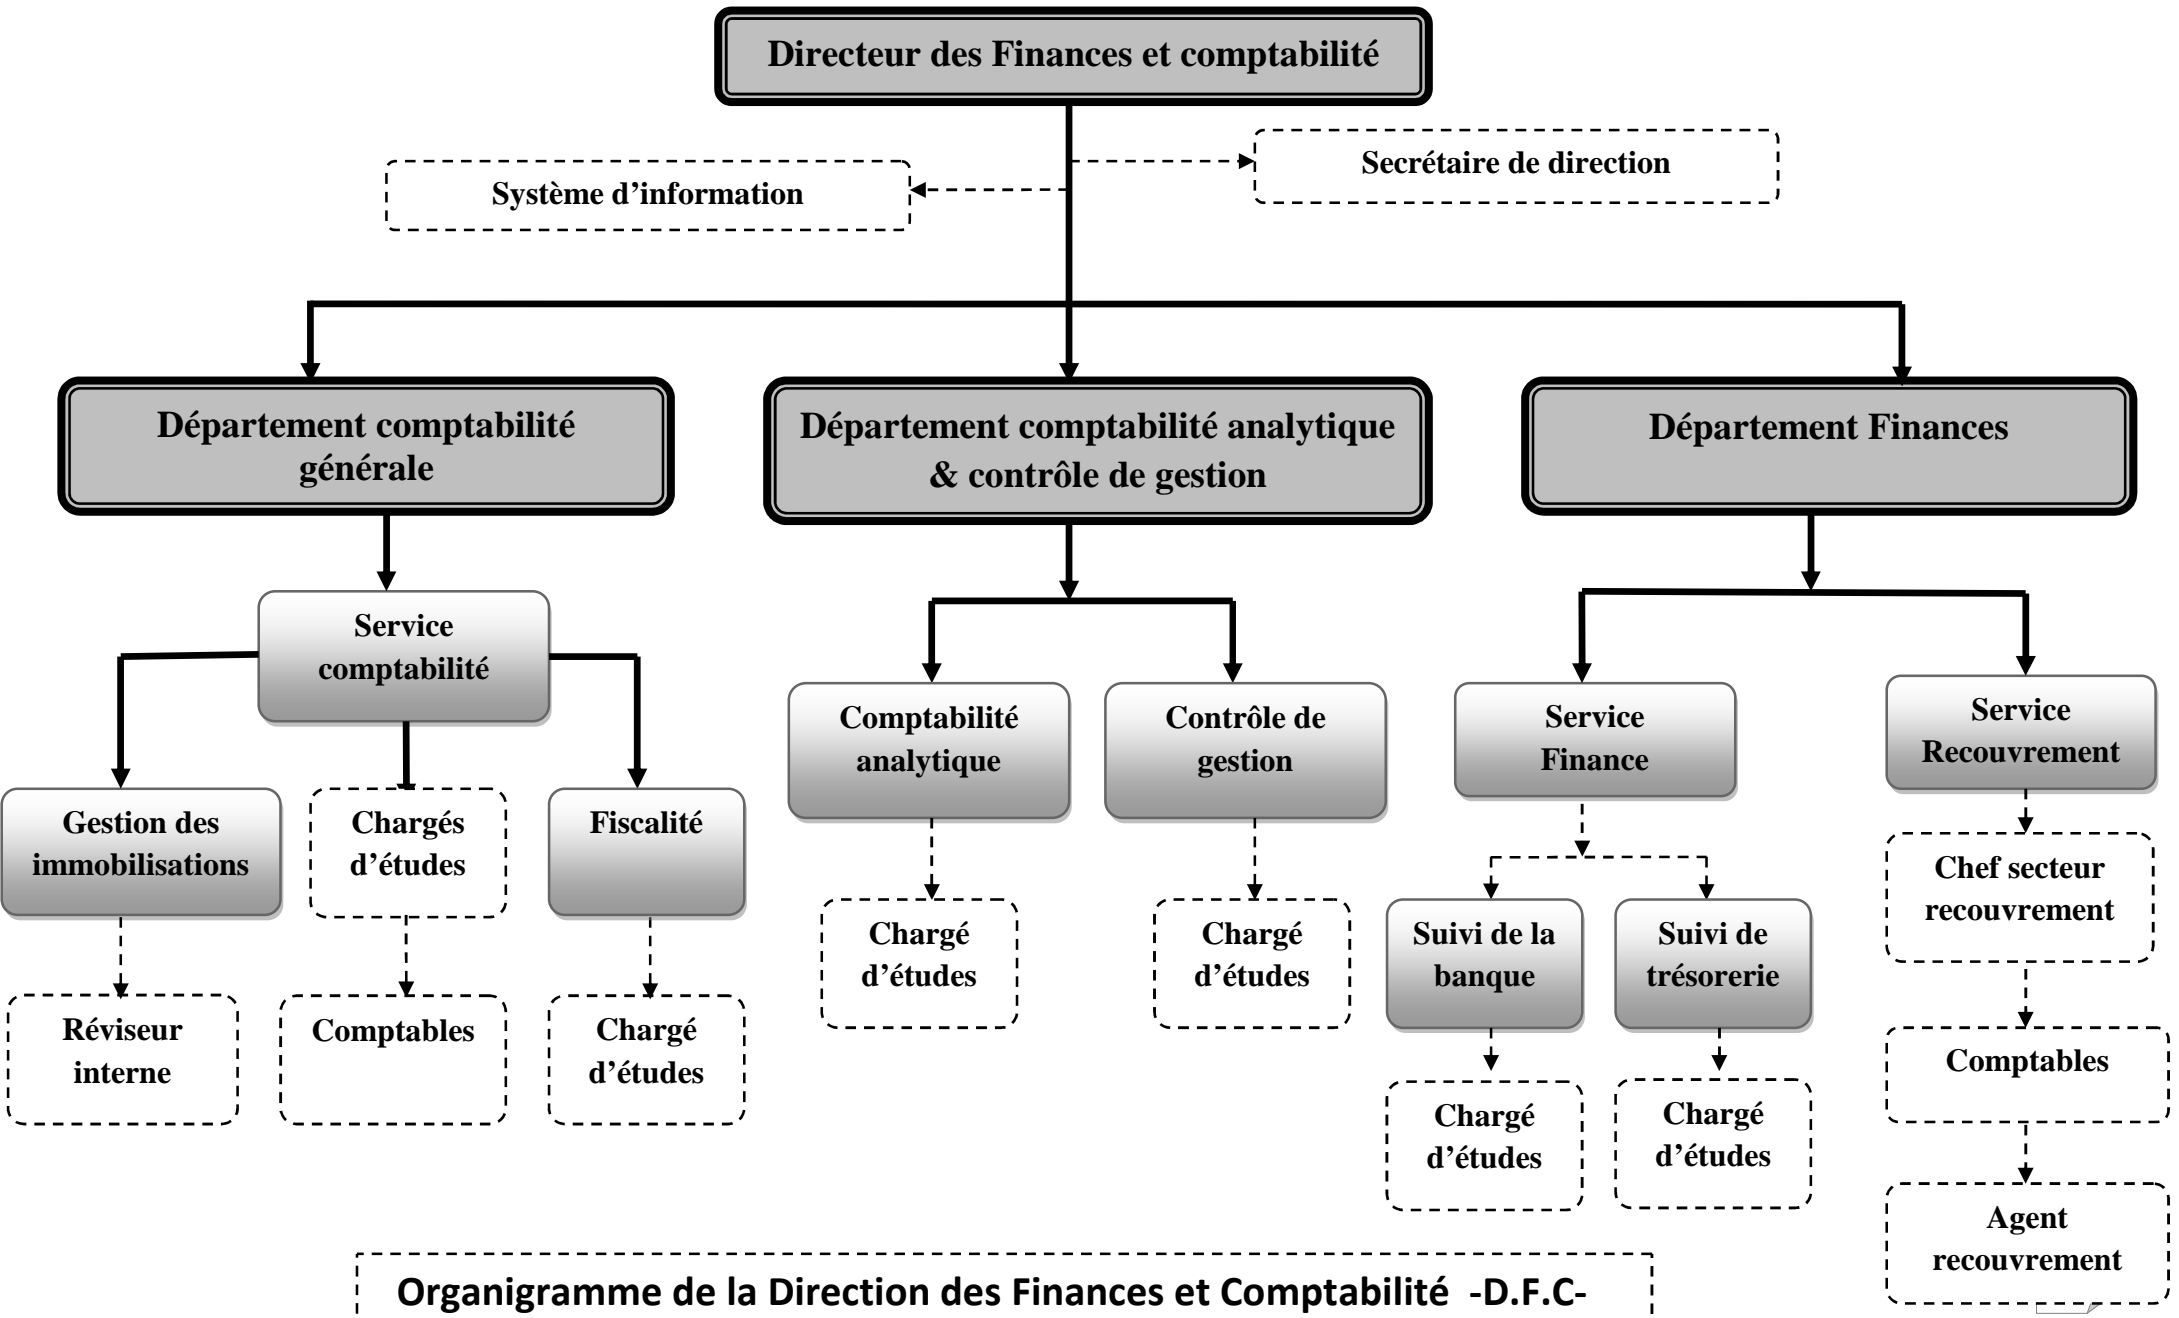 Directeur des Finances et comptabilité
Secrétaire de direction
Système d’information
Département comptabilité
générale
Département comptabilité analytique
& contrôle de gestion
Département Finances
Service
comptabilité
Comptabilité
analytique
Contrôle de
gestion
Service
Finance
Service
Recouvrement
Gestion des
immobilisations
Chargés
d’études
Fiscalité
Chef secteur
recouvrement
Chargé
d’études
Chargé
d’études
Suivi de la
banque
Suivi de
trésorerie
Réviseur
interne
Comptables
Chargé
d’études
Comptables
Chargé
d’études
Chargé
d’études
Agent
recouvrement
Organigramme de la Direction des Finances et Comptabilité -D.F.C-